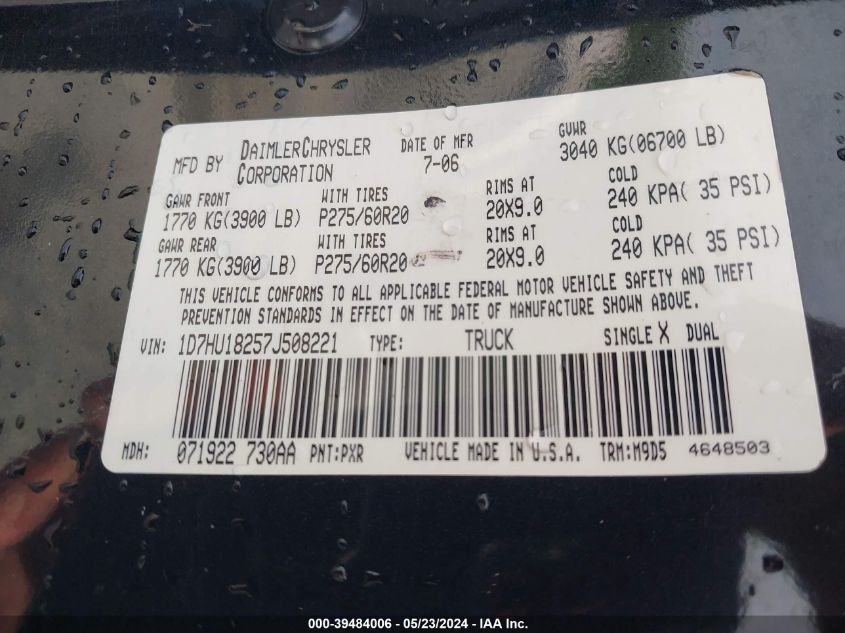 MFD BY DAIMLERCHRYSLER CORPORATION DATE OF MFR 7-06 GVWR 3040 KG(06700 LB)
GAWR FRONT WITH TIRES RIMS AT COLD
1770 KG(3900 LB) P275/60R20 20X9.0 240 KPA( 35 PSI)
GAWR REAR WITH TIRES RIMS AT COLD
1770 KG(3900 LB) P275/60R20 20X9.0 240 KPA( 35 PSI)
THIS VEHICLE CONFORMS TO ALL APPLICABLE FEDERAL MOTOR VEHICLE SAFETY AND THEFT
PREVENTION STANDARDS IN EFFECT ON THE DATE OF MANUFACTURE SHOWN ABOVE.
VIN: 1D7HU18257J508221 TYPE: TRUCK SINGLE X DUAL
MDH: 071922 730AA PNT:PXR VEHICLE MADE IN U.S.A. TRM:M9D5 4648503
000-39484006 - 05/23/2024 - IAA, Inc.